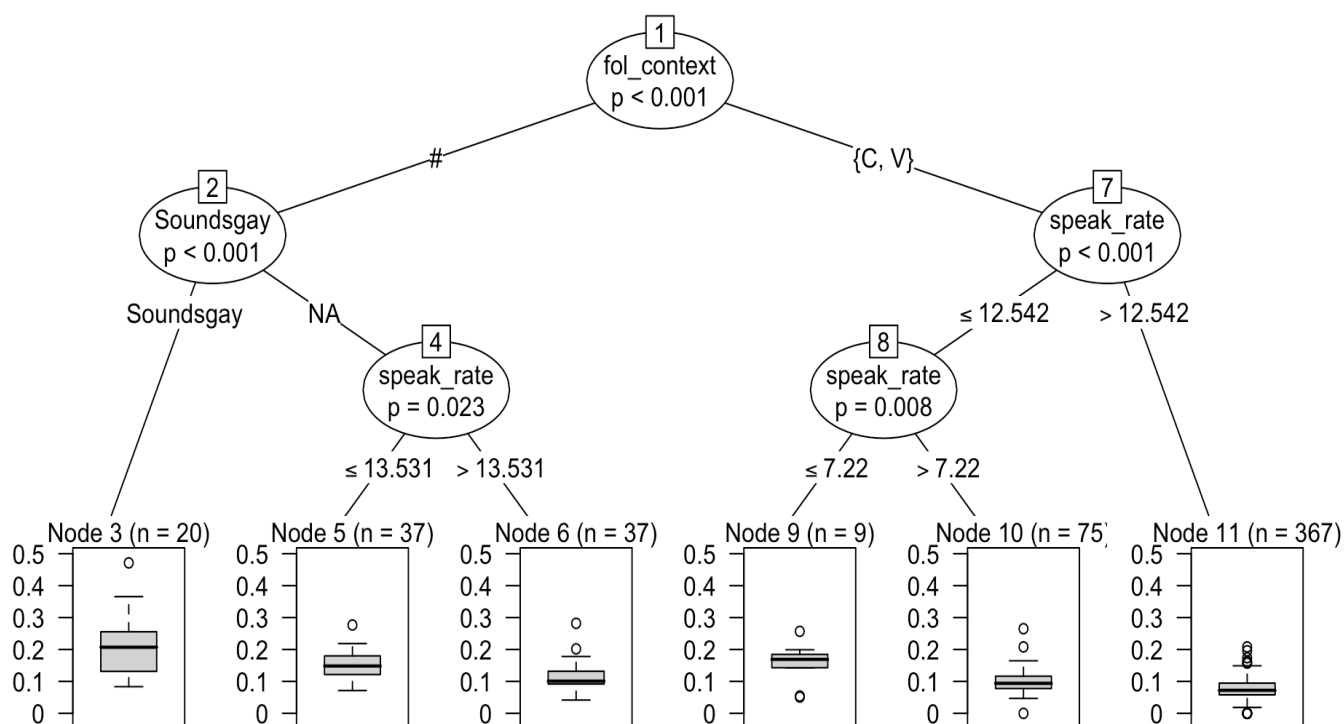 1
fol_context
p < 0.001
#
{C, V}
2
Soundsgay
p < 0.001
7
speak_rate
p < 0.001
Soundsgay
NA
≤ 12.542
> 12.542
4
speak_rate
p = 0.023
8
speak_rate
p = 0.008
≤ 13.531
> 13.531
≤ 7.22
> 7.22
Node 3 (n = 20)
0.5
0.4
0.3
0.2
0.1
0
Node 5 (n = 37)
0.5
0.4
0.3
0.2
0.1
0
Node 6 (n = 37)
0.5
0.4
0.3
0.2
0.1
0
Node 9 (n = 9)
0.5
0.4
0.3
0.2
0.1
0
Node 10 (n = 75)
0.5
0.4
0.3
0.2
0.1
0
Node 11 (n = 367)
0.5
0.4
0.3
0.2
0.1
0